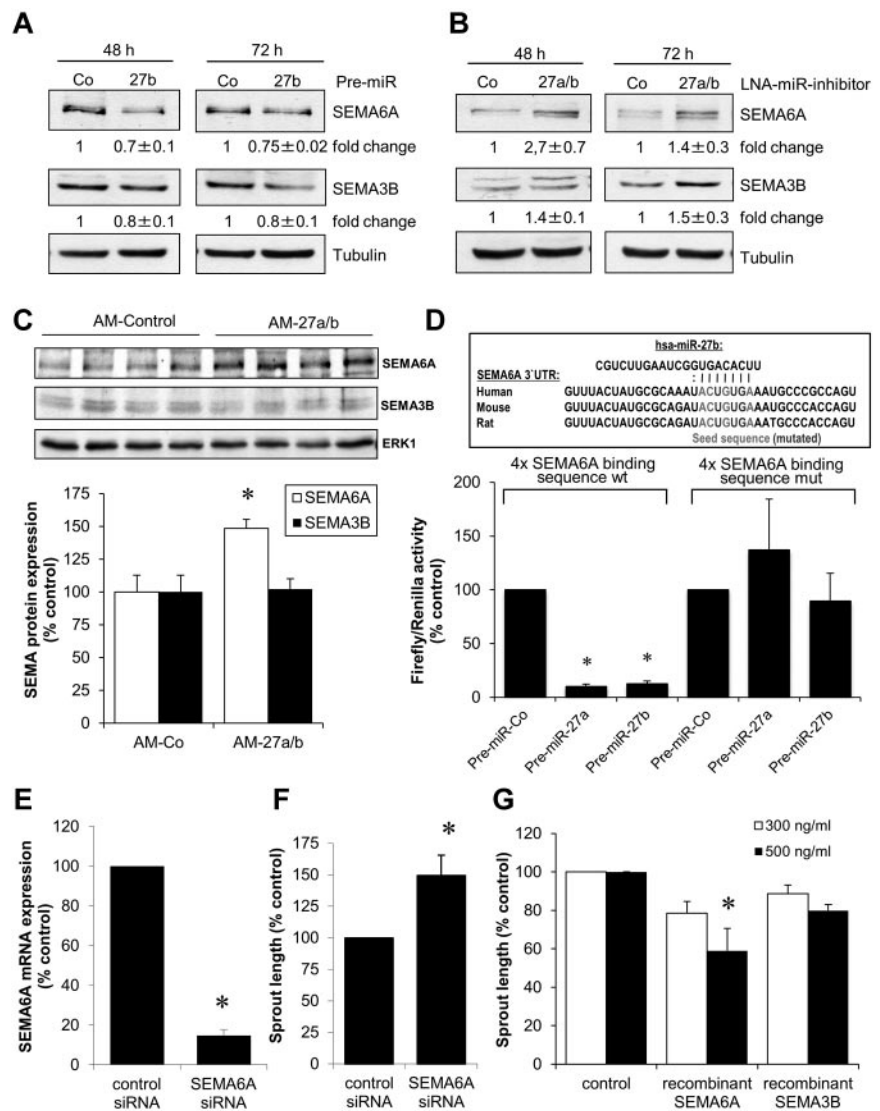 A
48 h 72 h
Co 27b Co 27b Pre-miR
SEMA6A
1 0.7±0.1 1 0.75±0.02 fold change
SEMA3B
1 0.8±0.1 1 0.8±0.1 fold change
Tubulin
B
48 h 72 h
Co 27a/b Co 27a/b LNA-miR-inhibitor
SEMA6A
1 2,7±0.7 1 1.4±0.3 fold change
SEMA3B
1 1.4±0.1 1 1.5±0.3 fold change
Tubulin
C
AM-Control AM-27a/b
SEMA6A
SEMA3B
ERK1
SEMA protein expression
(% control)
150
125
100
75
50
25
0
*
SEMA6A
SEMA3B
AM-Co AM-27a/b
D
hsa-miR-27b:
CGUCUUGAAUCGGUGACACUU
SEMA6A 3`UTR:
Human GUUUACUAUGCGCAAAUACUGUGAAAUGCCCGCCAGU
Mouse GUUUACUAUGCGCAGAUACUGUGAAAUGCCCACCAGU
Rat GUUUACUAUGCGCAGAUACUGUGAAATGCCCACCAGU
Seed sequence (mutated)
4x SEMA6A binding
sequence wt
4x SEMA6A binding
sequence mut
Firefly/Renilla activity
(% control)
200
150
100
50
0
* *
Pre-miR-Co Pre-miR-27a Pre-miR-27b Pre-miR-Co Pre-miR-27a Pre-miR-27b
E
SEMA6A mRNA expression
(% control)
120
100
80
60
40
20
0
*
control
siRNA
SEMA6A
siRNA
F
Sprout length (% control)
175
150
125
100
75
50
25
0
*
control
siRNA
SEMA6A
siRNA
G
Sprout length (% control)
120
100
80
60
40
20
0
*
300 ng/ml
500 ng/ml
control
recombinant
SEMA6A
recombinant
SEMA3B